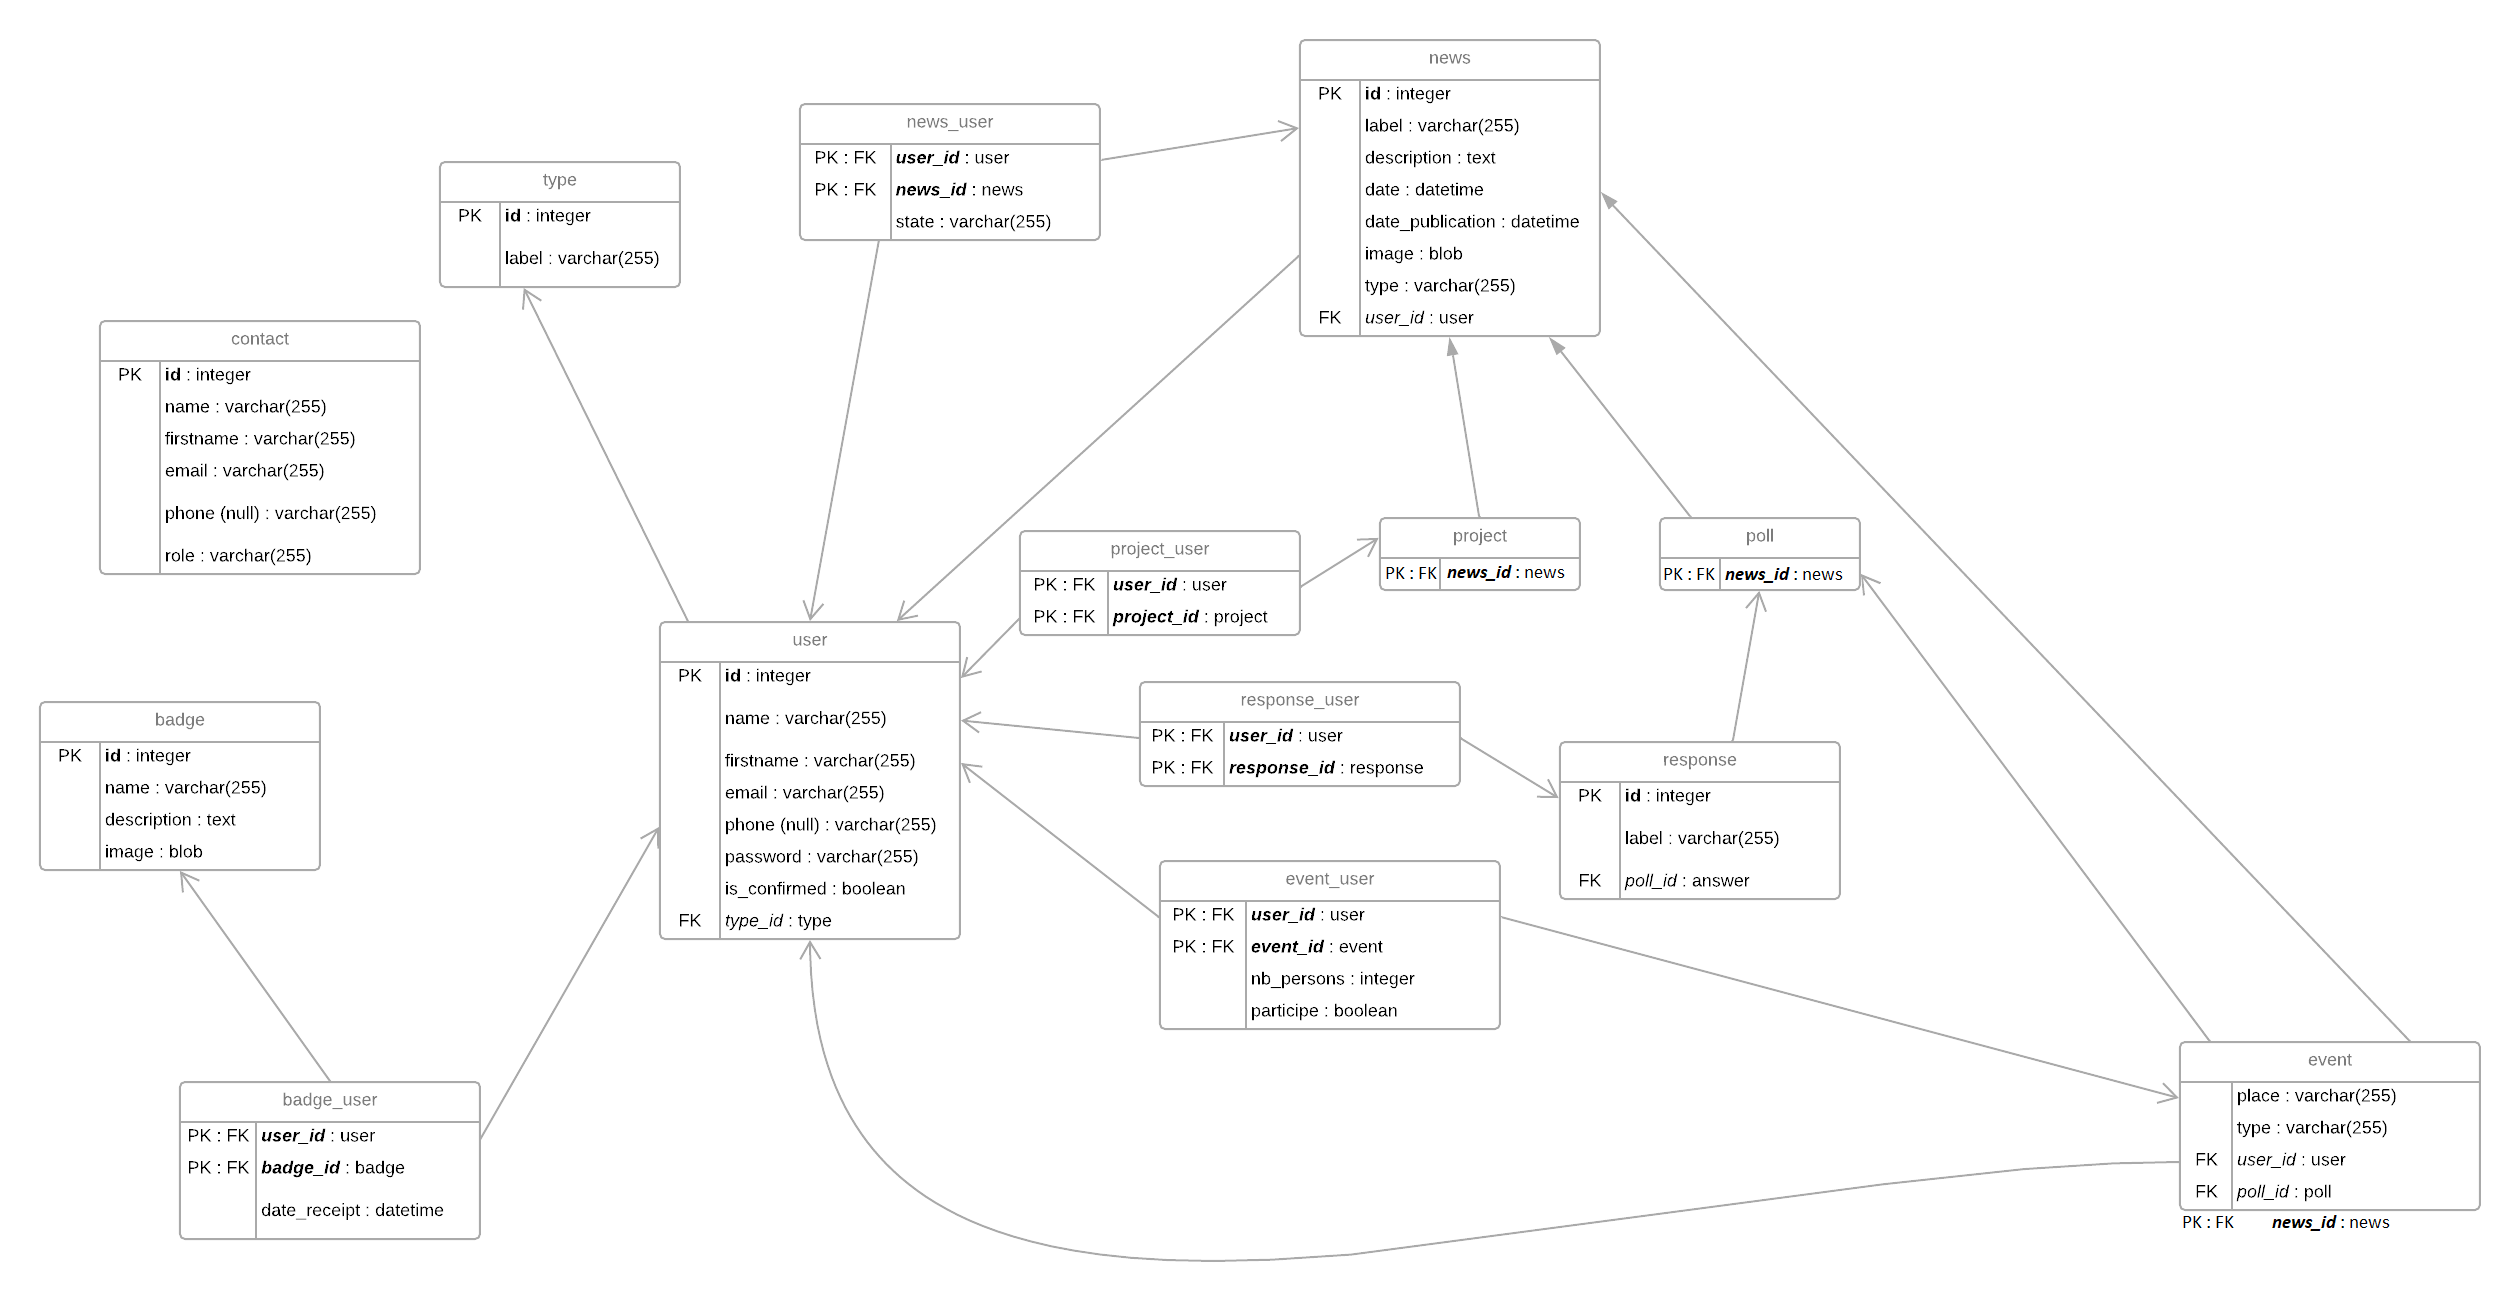 news
PK id : integer
label : varchar(255)
description : text
date : datetime
date_publication : datetime
image : blob
type : varchar(255)
FK user_id : user
news_user
PK : FK user_id : user
PK : FK news_id : news
state : varchar(255)
type
PK id : integer
label : varchar(255)
contact
PK id : integer
name : varchar(255)
firstname : varchar(255)
email : varchar(255)
phone (null) : varchar(255)
role : varchar(255)
project_user
PK : FK user_id : user
PK : FK project_id : project
project
PK : FK news_id : news
poll
PK : FK news_id : news
user
PK id : integer
name : varchar(255)
firstname : varchar(255)
email : varchar(255)
phone (null) : varchar(255)
password : varchar(255)
is_confirmed : boolean
FK type_id : type
response_user
PK : FK user_id : user
PK : FK response_id : response
badge
PK id : integer
name : varchar(255)
description : text
image : blob
response
PK id : integer
label : varchar(255)
FK poll_id : answer
event_user
PK : FK user_id : user
PK : FK event_id : event
nb_persons : integer
participe : boolean
event
place : varchar(255)
type : varchar(255)
FK user_id : user
FK poll_id : poll
PK : FK news_id : news
badge_user
PK : FK user_id : user
PK : FK badge_id : badge
date_receipt : datetime